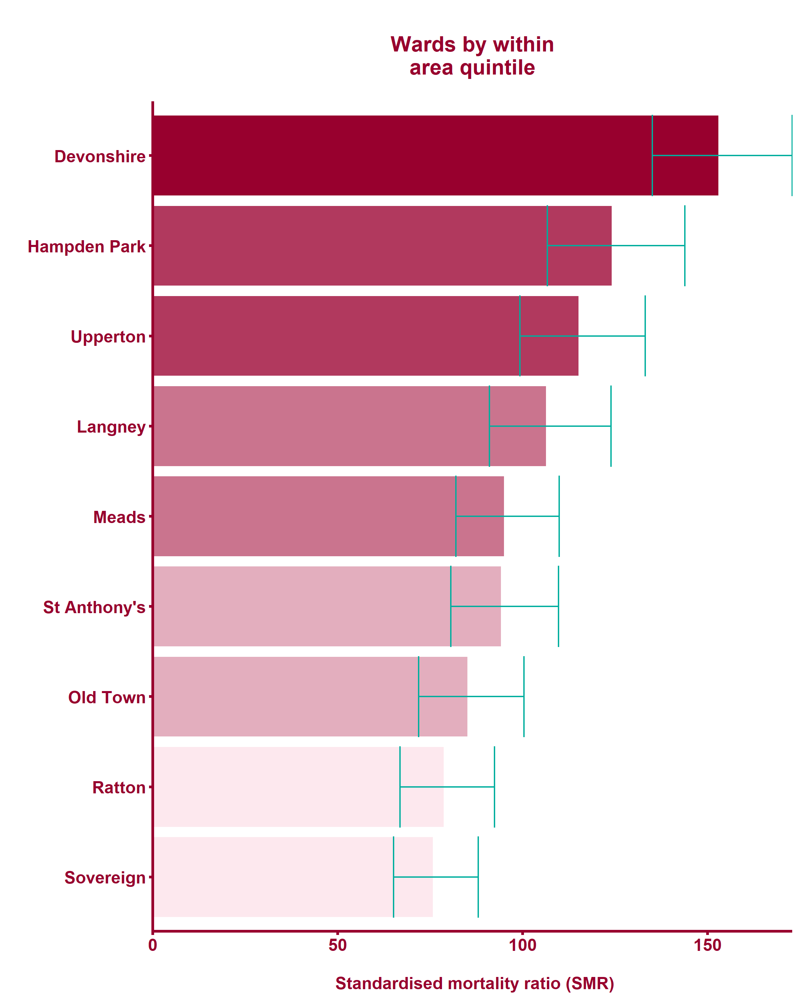 Wards by within
area quintile
Devonshire
Hampden Park
Upperton
Langney
Meads
St Anthony's
Old Town
Ratton
Sovereign
0 50 100 150
Standardised mortality ratio (SMR)